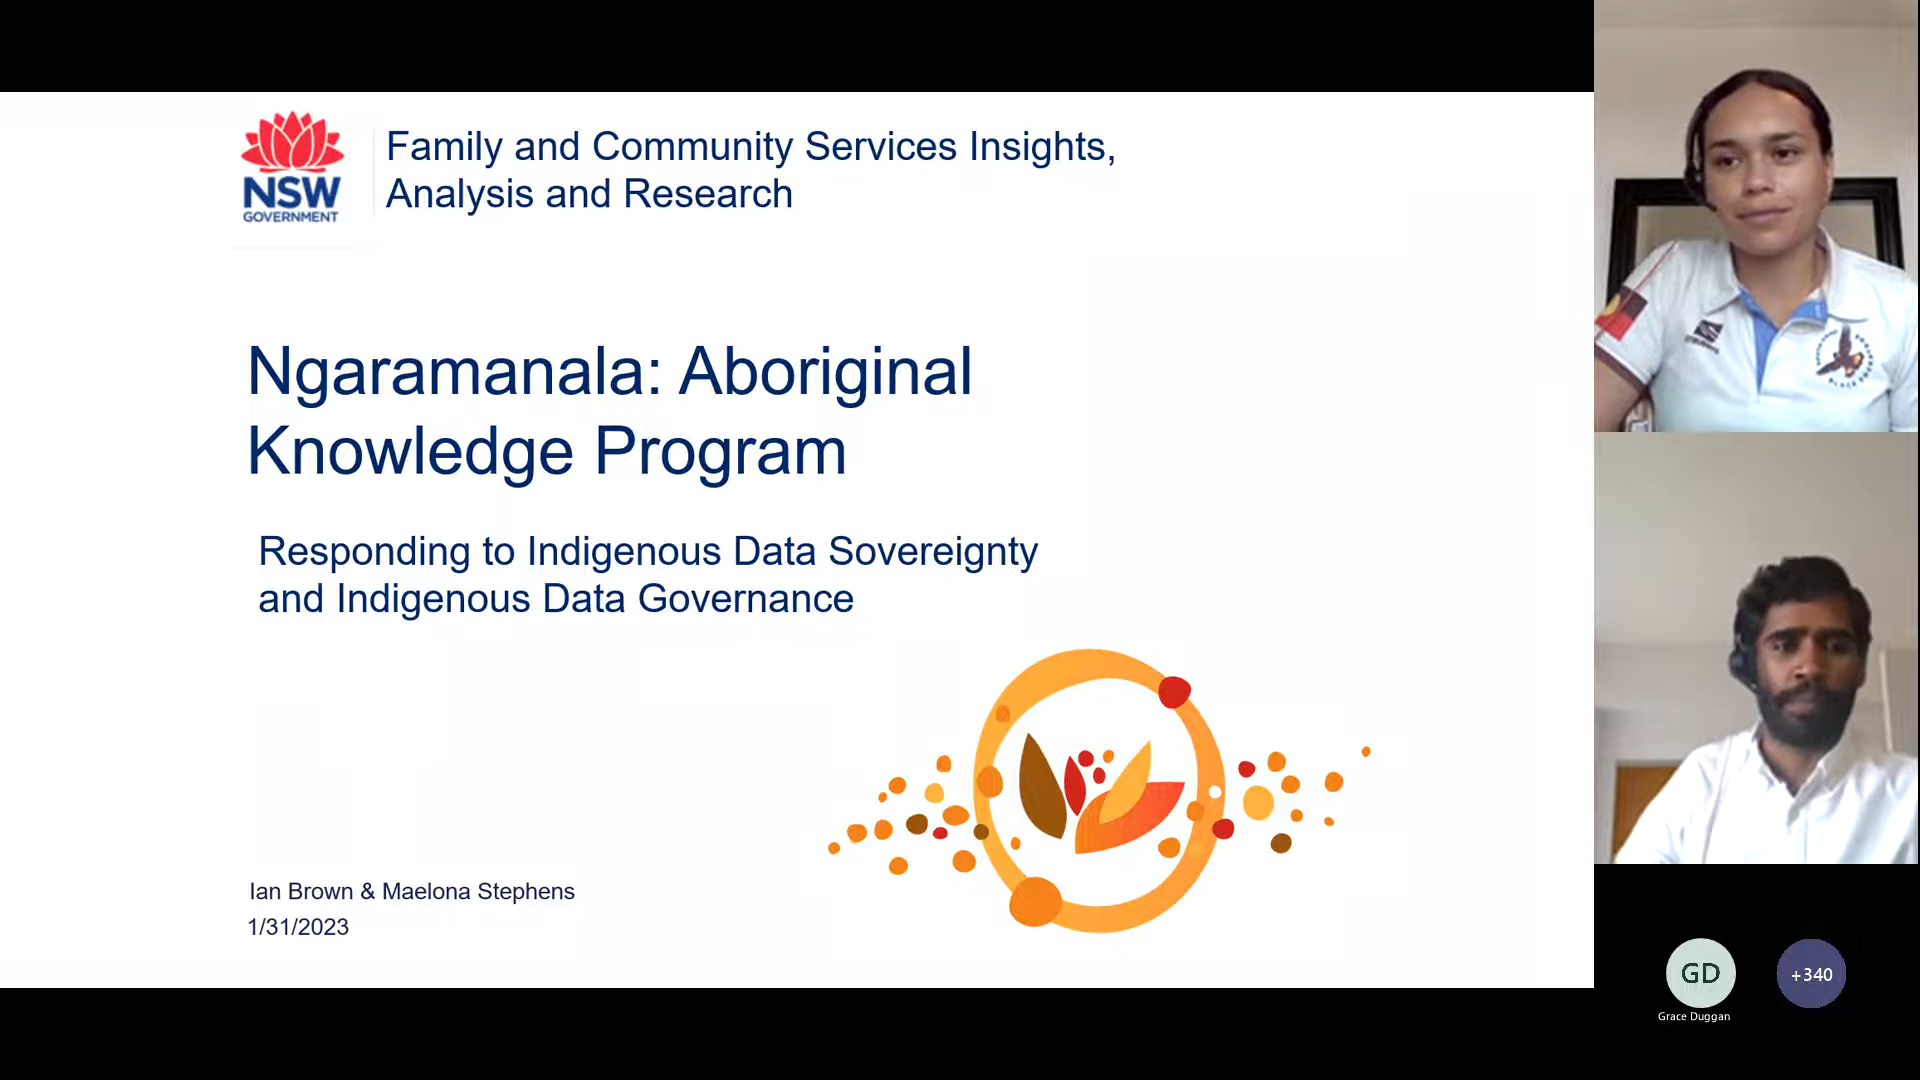 Family and Community Services Insights,
Analysis and Research
NSW
GOVERNMENT
Ngaramanala: Aboriginal
Knowledge Program
Responding to Indigenous Data Sovereignty
and Indigenous Data Governance
Ian Brown & Maelona Stephens
1/31/2023
GD
+340
Grace Duggan